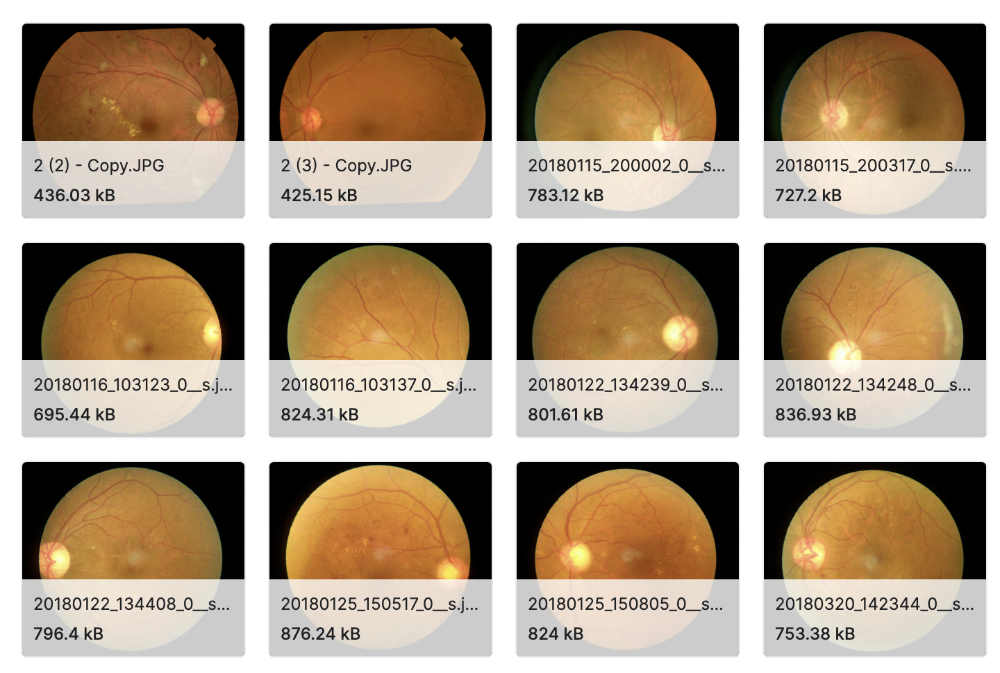 2 (2) - Copy.JPG
436.03 kB
2 (3) - Copy.JPG
425.15 kB
20180115_200002_0__s...
783.12 kB
20180115_200317_0__s....
727.2 kB
20180116_103123_0__s.j...
695.44 kB
20180116_103137_0__s.j...
824.31 kB
20180122_134239_0__s...
801.61 kB
20180122_134248_0__s...
836.93 kB
20180122_134408_0__s...
796.4 kB
20180125_150517_0__s.j...
876.24 kB
20180125_150805_0__s...
824 kB
20180320_142344_0__s...
753.38 kB